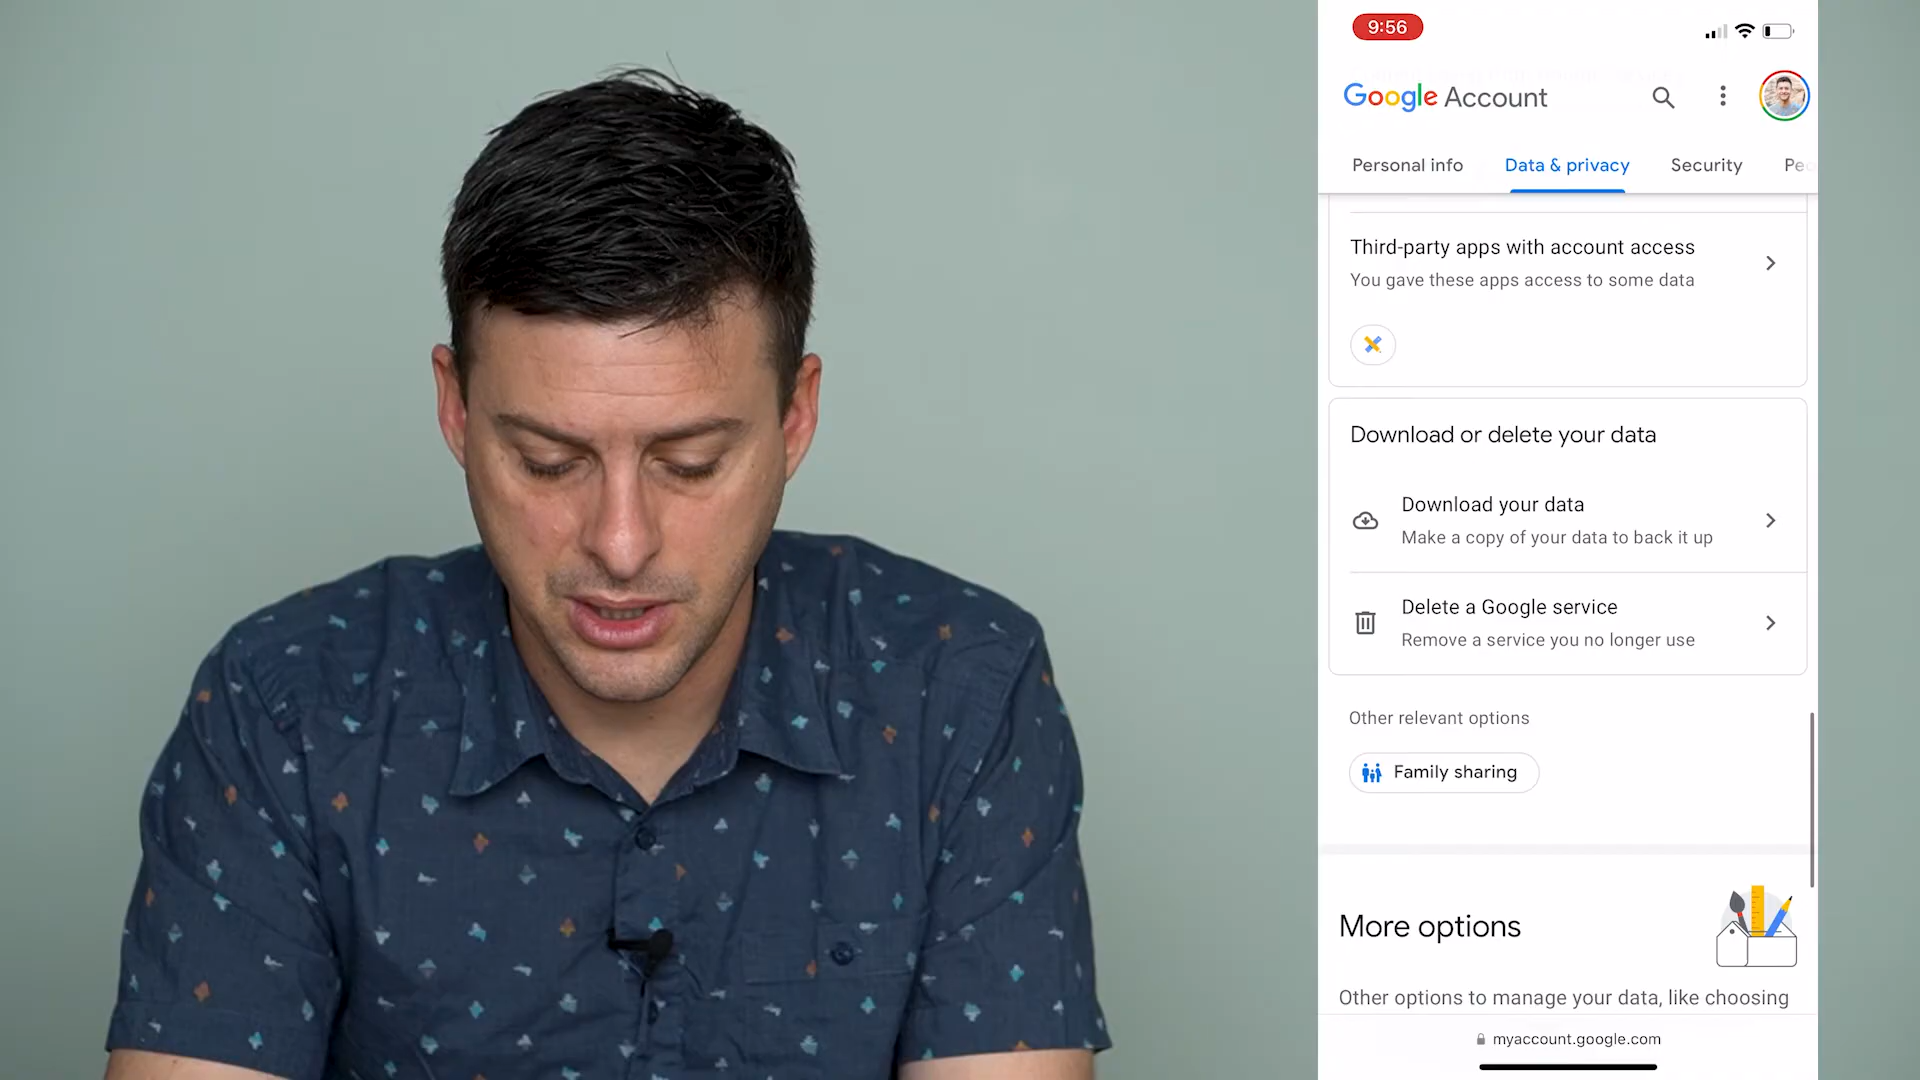 9:56
Google Account
Personal info
Data & privacy
Security
Third-party apps with account access
You gave these apps access to some data
Download or delete your data
Download your data
Make a copy of your data to back it up
Delete a Google service
Remove a service you no longer use
Other relevant options
Family sharing
More options
Other options to manage your data, like choosing
myaccount.google.com